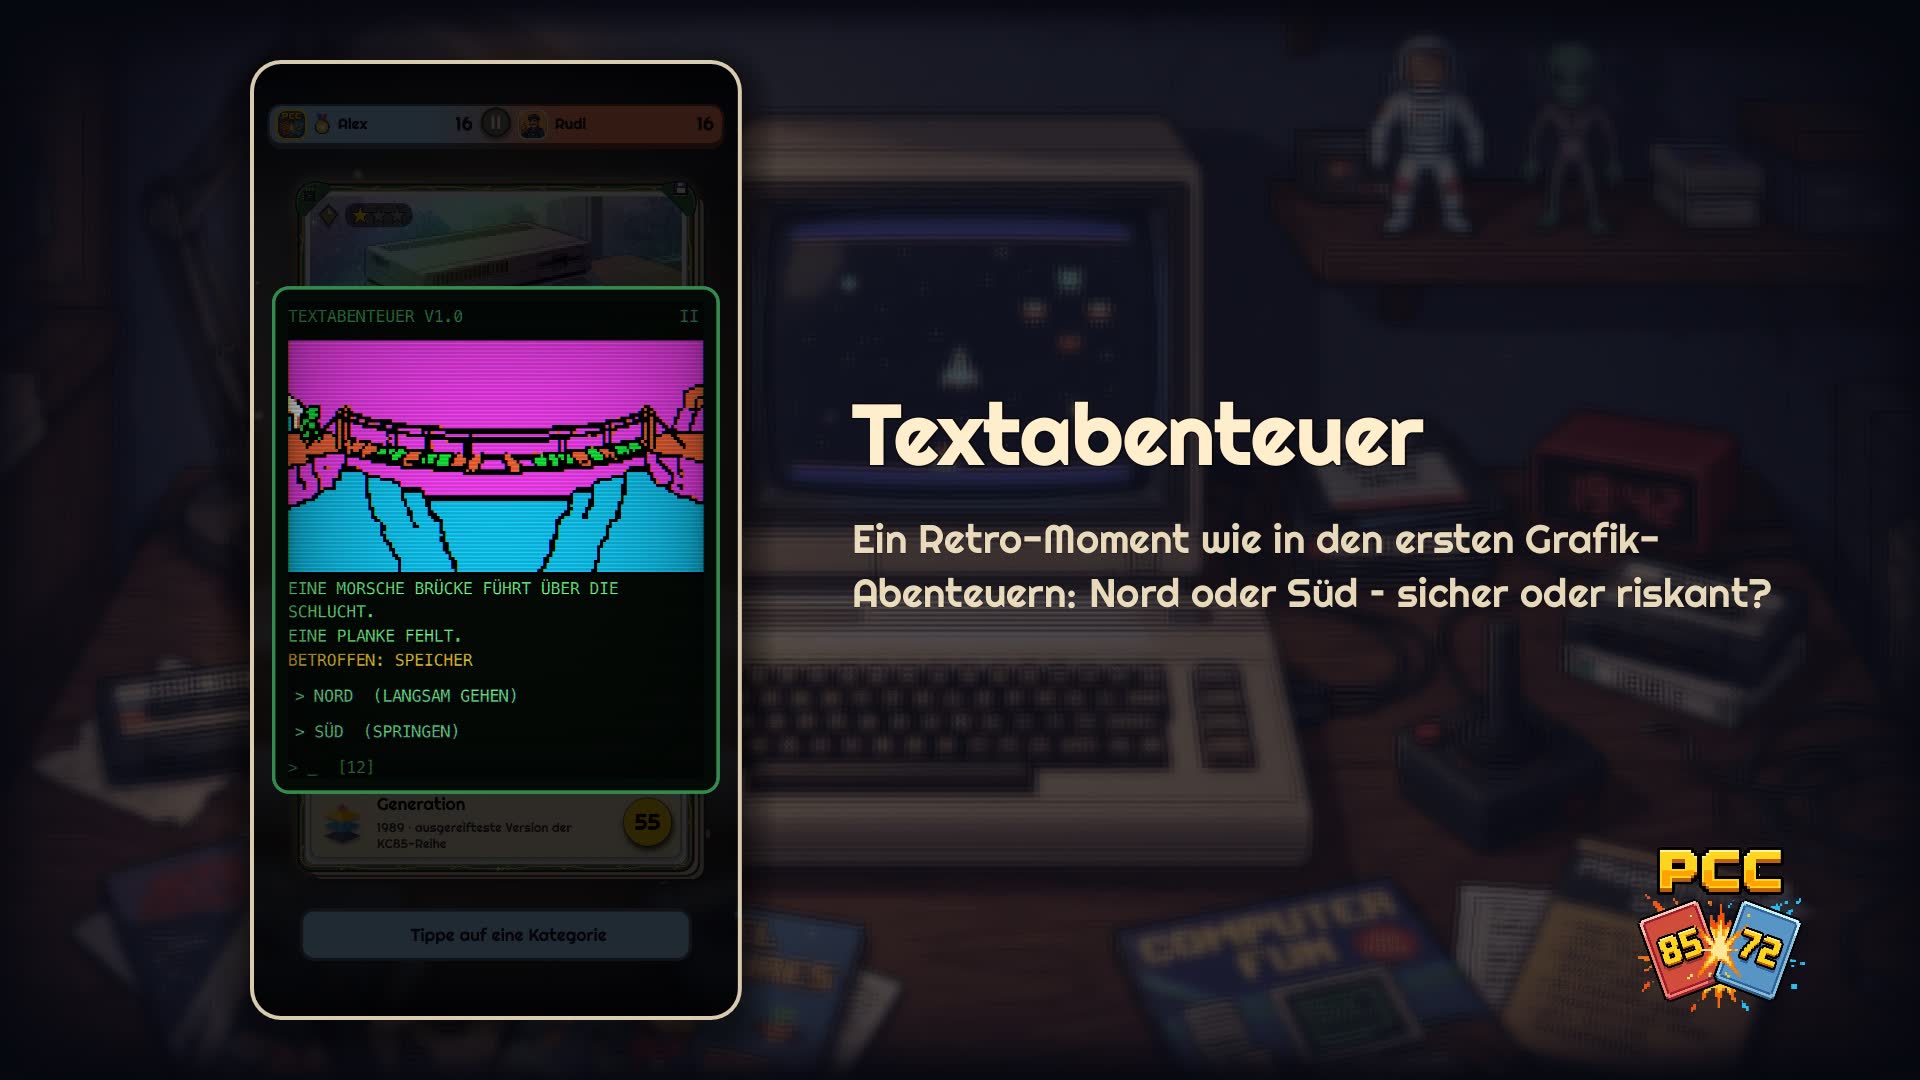 Alex 16 Rudi 16
TEXTABENTEUER V1.0 II
EINE MORSCHE BRÜCKE FÜHRT ÜBER DIE
SCHLUCHT.
EINE PLANKE FEHLT.
BETROFFEN: SPEICHER
> NORD (LANGSAM GEHEN)
> SÜD (SPRINGEN)
> _ [12]
Generation
1989 · ausgereifteste Version der
KC85-Reihe
55
Tippe auf eine Kategorie
Textabenteuer
Ein Retro-Moment wie in den ersten Grafik-
Abenteuern: Nord oder Süd - sicher oder riskant?
COMPUTER
FUN
PCC
85 72